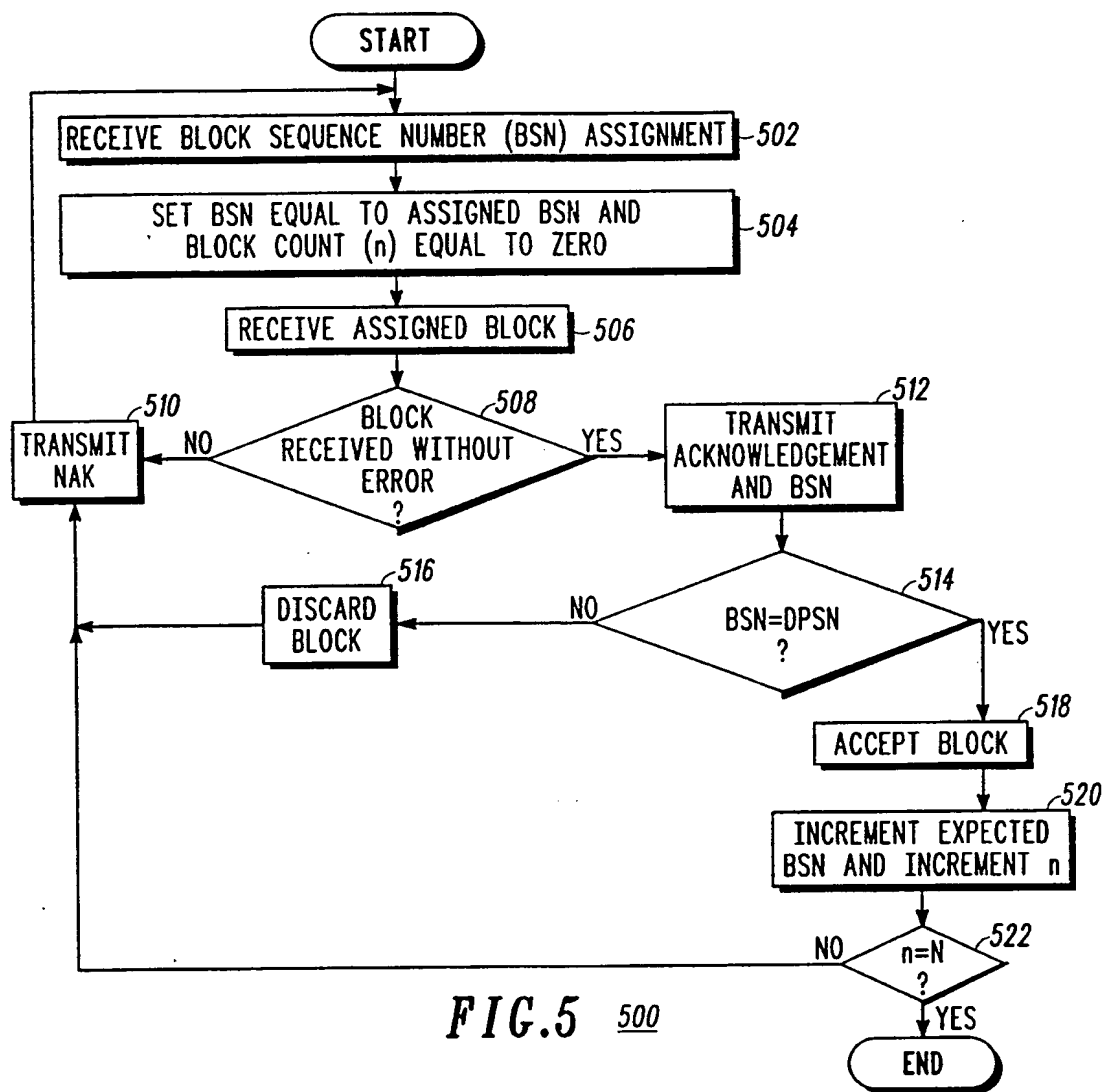 START
RECEIVE BLOCK SEQUENCE NUMBER (BSN) ASSIGNMENT
502
SET BSN EQUAL TO ASSIGNED BSN AND
BLOCK COUNT (n) EQUAL TO ZERO
504
RECEIVE ASSIGNED BLOCK
506
510
TRANSMIT
NAK
NO
BLOCK
RECEIVED WITHOUT
ERROR
?
508
YES
512
TRANSMIT
ACKNOWLEDGEMENT
AND BSN
516
DISCARD
BLOCK
NO
BSN=DPSN
?
514
YES
518
ACCEPT BLOCK
520
INCREMENT EXPECTED
BSN AND INCREMENT n
NO
n=N
?
522
YES
END
FIG.5 500